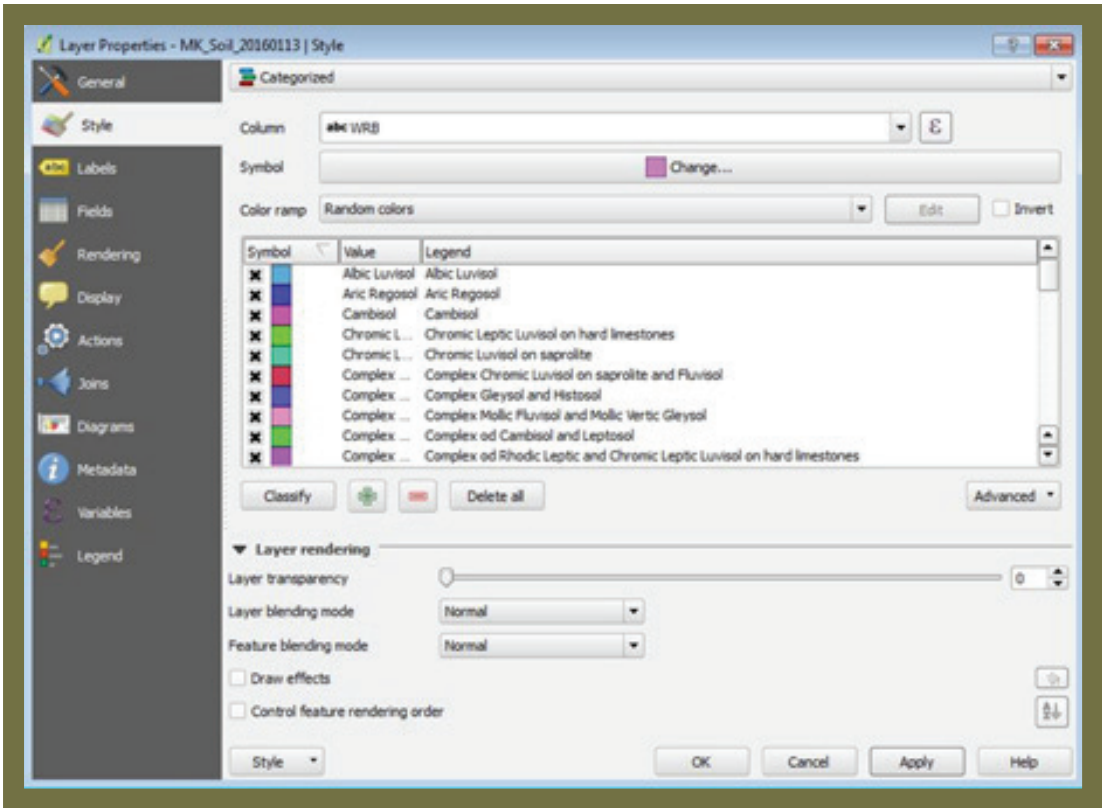 Layer Properties - MK_Soil_20160113 | Style
General
Style
Labels
Fields
Rendering
Display
Actions
Joins
Diagrams
Metadata
Variables
Legend
Categorized
Column abc WRB ε
Symbol Change...
Color ramp Random colors Edit Invert
Symbol Value Legend
Albic Luvisol Albic Luvisol
Aric Regosol Aric Regosol
Cambisol Cambisol
Chromic L... Chromic Leptic Luvisol on hard limestones
Chromic L... Chromic Luvisol on saprolite
Complex ... Complex Chromic Luvisol on saprolite and Fluvisol
Complex ... Complex Gleysol and Histosol
Complex ... Complex Mollic Fluvisol and Mollic Vertic Gleysol
Complex ... Complex od Cambisol and Leptosol
Complex ... Complex od Rhodic Leptic and Chromic Leptic Luvisol on hard limestones
Classify Delete all Advanced
Layer rendering
Layer transparency 0
Layer blending mode Normal
Feature blending mode Normal
Draw effects
Control feature rendering order
Style OK Cancel Apply Help